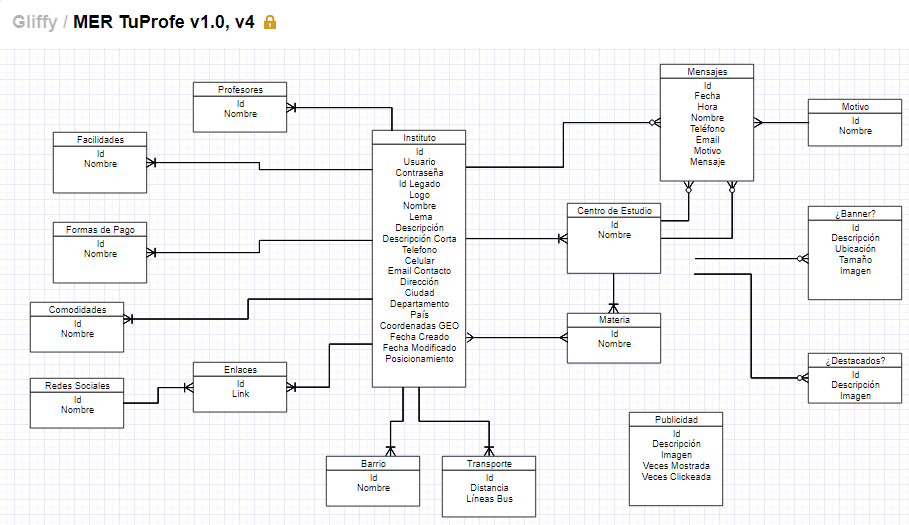 Gliffy / MER TuProfe v1.0, v4
Profesores
Id
Nombre
Facilidades
Id
Nombre
Formas de Pago
Id
Nombre
Comodidades
Id
Nombre
Redes Sociales
Id
Nombre
Enlaces
Id
Link
Instituto
Id
Usuario
Contraseña
Id Legado
Logo
Nombre
Lema
Descripción
Descripción Corta
Telefono
Celular
Email Contacto
Dirección
Ciudad
Departamento
País
Coordenadas GEO
Fecha Creado
Fecha Modificado
Posicionamiento
Barrio
Id
Nombre
Transporte
Id
Distancia
Líneas Bus
Mensajes
Id
Fecha
Hora
Nombre
Teléfono
Email
Motivo
Mensaje
Motivo
Id
Nombre
Centro de Estudio
Id
Nombre
Materia
Id
Nombre
¿Banner?
Id
Descripción
Ubicación
Tamaño
Imagen
¿Destacados?
Id
Descripción
Imagen
Publicidad
Id
Descripción
Imagen
Veces Mostrada
Veces Clickeada